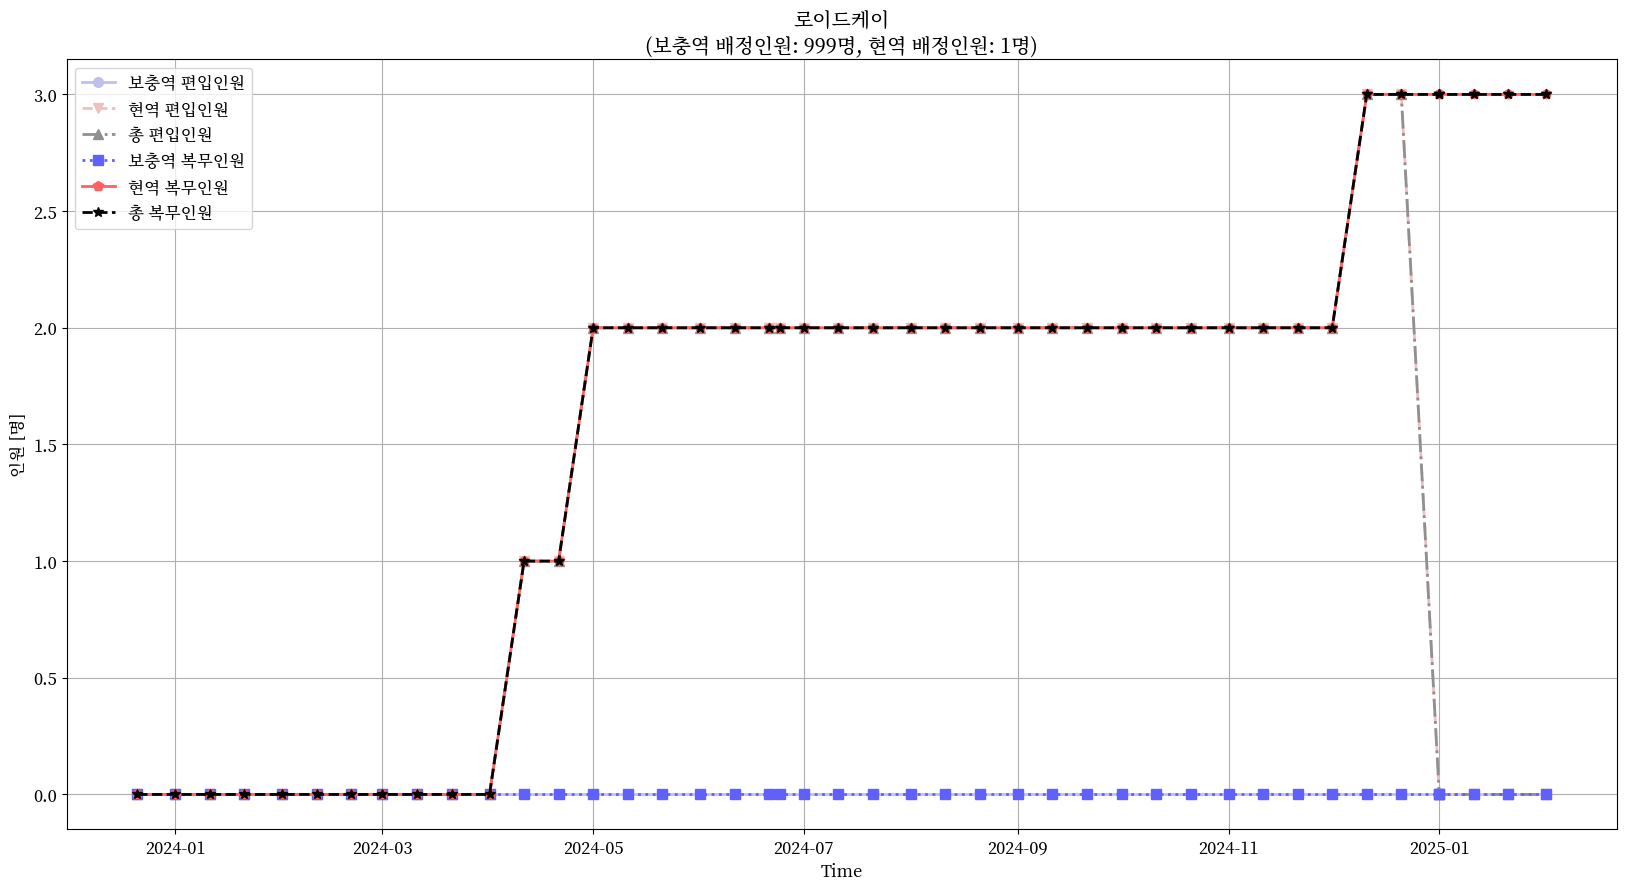 로이드케이
(보충역 배정인원: 999명, 현역 배정인원: 1명)
보충역 편입인원
현역 편입인원
총 편입인원
보충역 복무인원
현역 복무인원
총 복무인원
3.0
2.5
2.0
1.5
1.0
0.5
0.0
인원 [명]
2024-01
2024-03
2024-05
2024-07
2024-09
2024-11
2025-01
Time